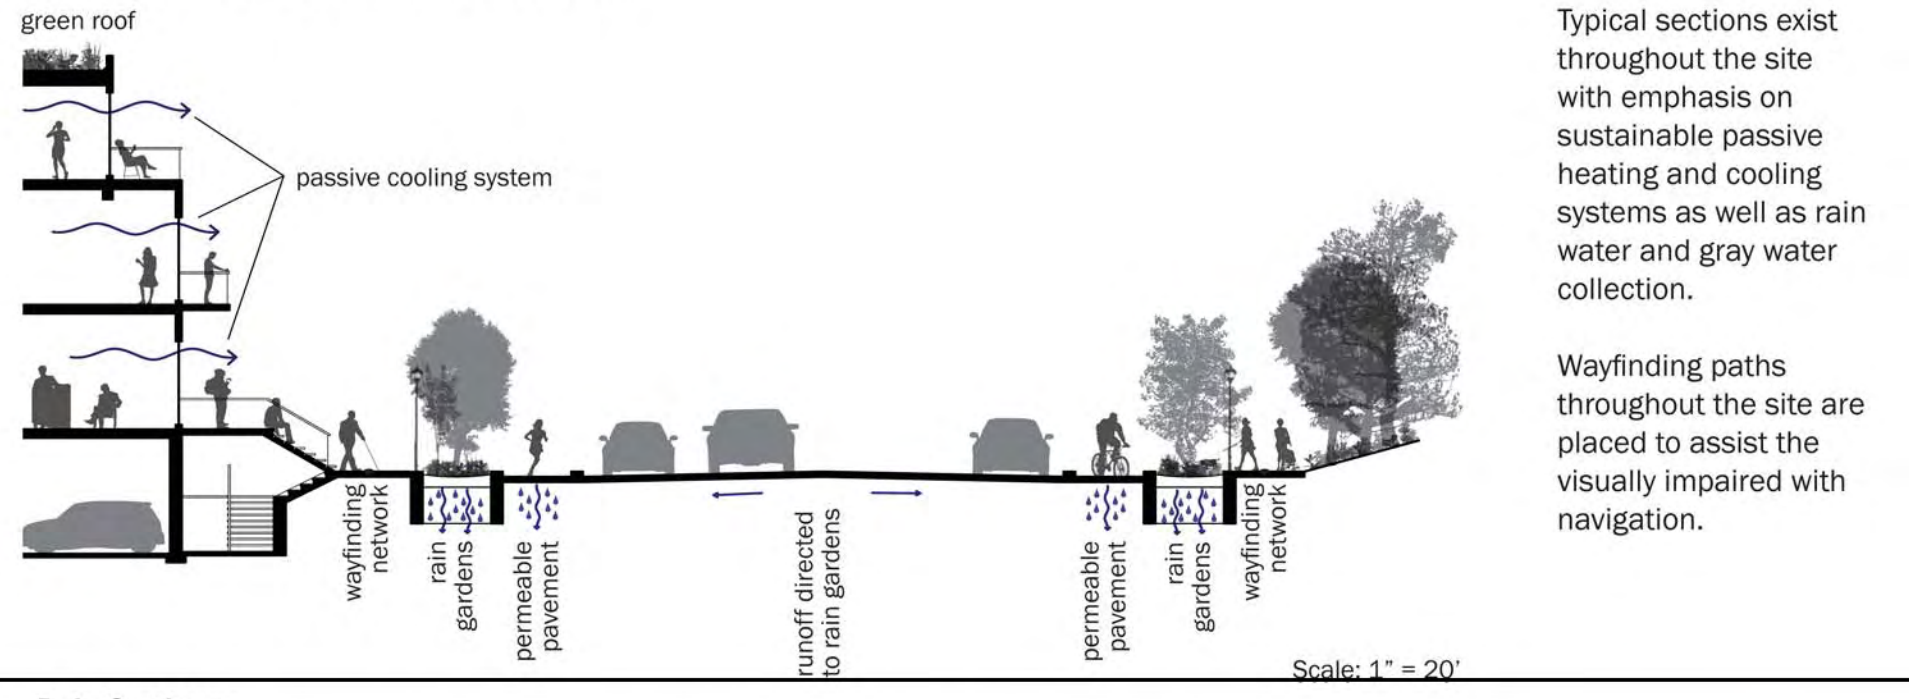 green roof
passive cooling system
wayfinding
network
rain
gardens
permeable
pavement
runoff directed
to rain gardens
permeable
pavement
rain
gardens
wayfinding
network
Scale: 1” = 20’
Typical sections exist
throughout the site
with emphasis on
sustainable passive
heating and cooling
systems as well as rain
water and gray water
collection.
Wayfinding paths
throughout the site are
placed to assist the
visually impaired with
navigation.